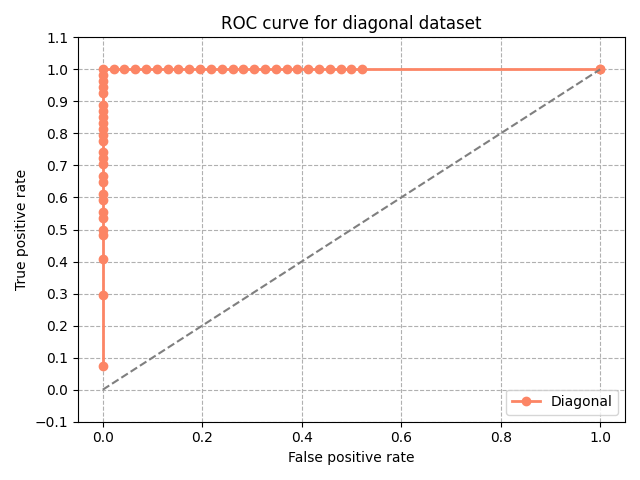 ROC curve for diagonal dataset
True positive rate
1.1
1.0
0.9
0.8
0.7
0.6
0.5
0.4
0.3
0.2
0.1
0.0
−0.1
0.0 0.2 0.4 0.6 0.8 1.0
False positive rate
Diagonal